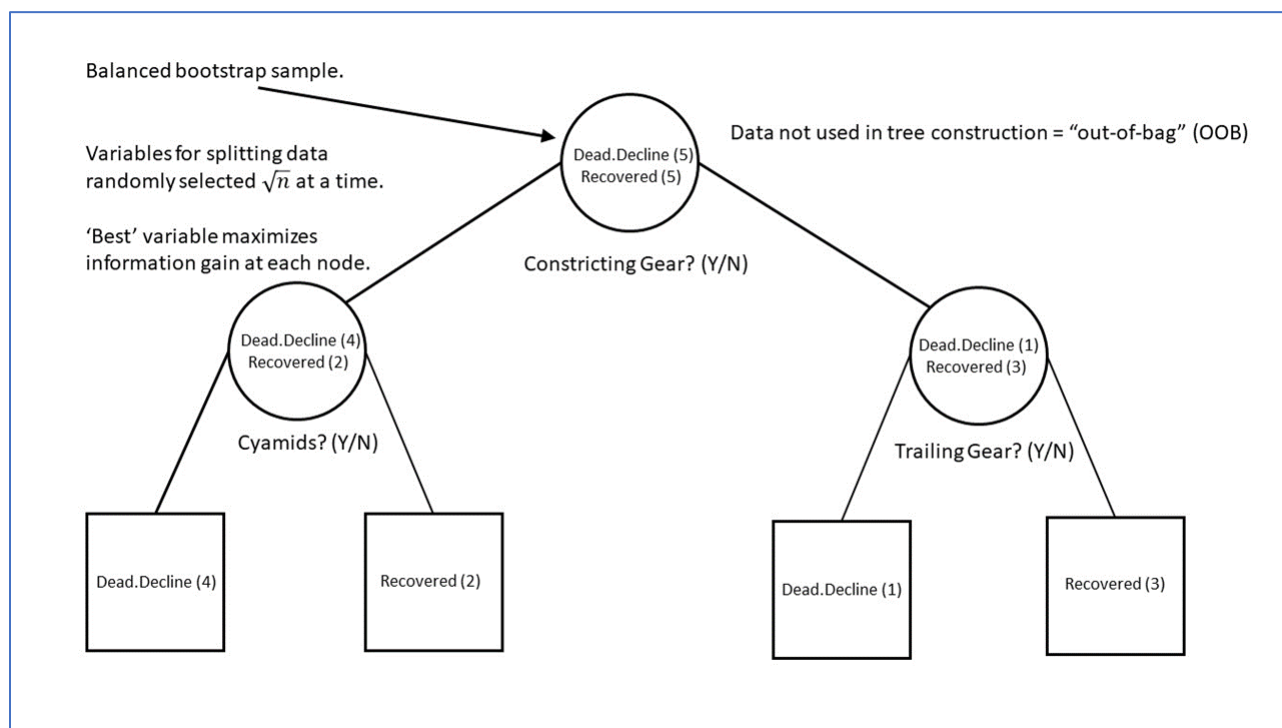 Balanced bootstrap sample.
Variables for splitting data
randomly selected √n at a time.
‘Best’ variable maximizes
information gain at each node.
Dead.Decline (5)
Recovered (5)
Data not used in tree construction = “out-of-bag” (OOB)
Constricting Gear? (Y/N)
Dead.Decline (4)
Recovered (2)
Dead.Decline (1)
Recovered (3)
Cyamids? (Y/N)
Trailing Gear? (Y/N)
Dead.Decline (4)
Recovered (2)
Dead.Decline (1)
Recovered (3)